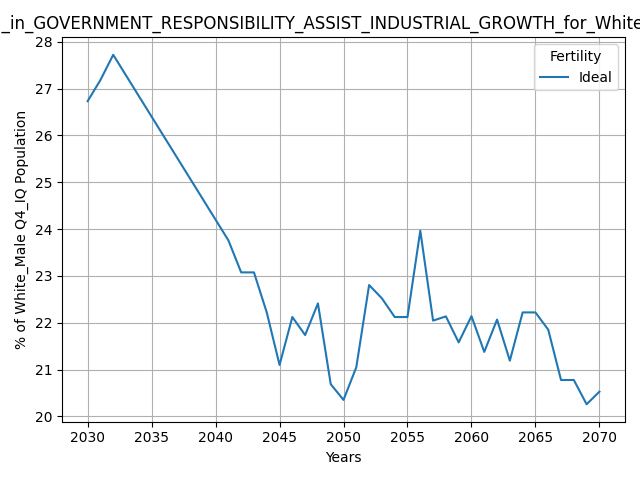 _in_GOVERNMENT_RESPONSIBILITY_ASSIST_INDUSTRIAL_GROWTH_for_White
Fertility
Ideal
28
27
26
25
24
23
22
21
20
% of White_Male Q4_IQ Population
2030 2035 2040 2045 2050 2055 2060 2065 2070
Years